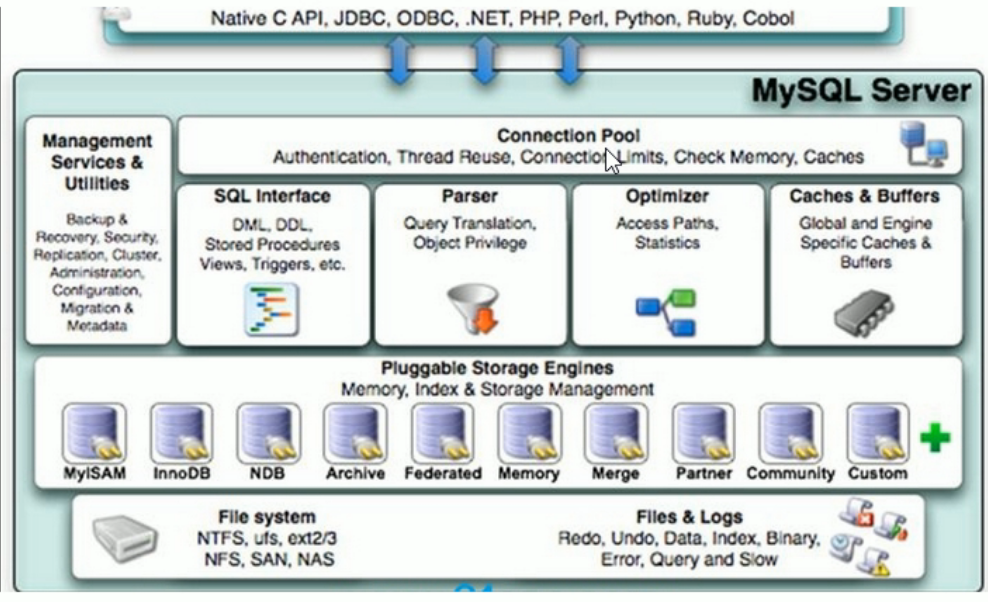 Native C API, JDBC, ODBC, .NET, PHP, Perl, Python, Ruby, Cobol
MySQL Server
Management
Services &
Utilities
Backup &
Recovery, Security,
Replication, Cluster,
Administration,
Configuration,
Migration &
Metadata
Connection Pool
Authentication, Thread Reuse, Connection Limits, Check Memory, Caches
SQL Interface
DML, DDL,
Stored Procedures
Views, Triggers, etc.
Parser
Query Translation,
Object Privilege
Optimizer
Access Paths,
Statistics
Caches & Buffers
Global and Engine
Specific Caches &
Buffers
Pluggable Storage Engines
Memory, Index & Storage Management
MyISAM
InnoDB
NDB
Archive
Federated
Memory
Merge
Partner
Community
Custom
File system
NTFS, ufs, ext2/3
NFS, SAN, NAS
Files & Logs
Redo, Undo, Data, Index, Binary,
Error, Query and Slow